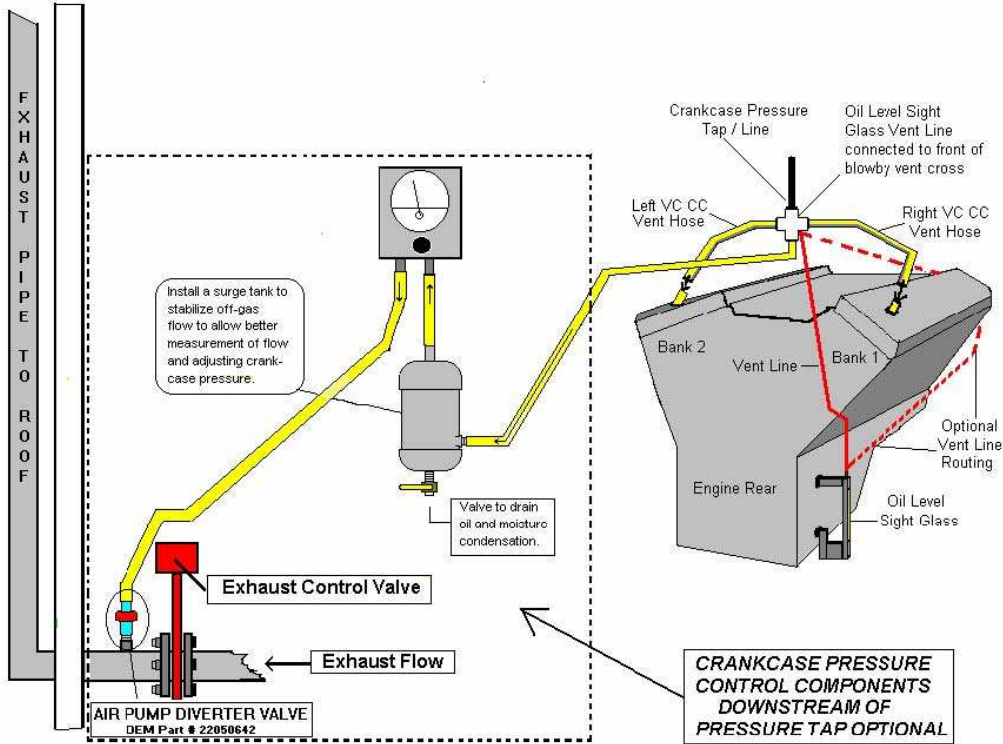 FXHAUST PIPE TO ROOF
Crankcase Pressure
Tap / Line
Oil Level Sight
Glass Vent Line
connected to front of
blowby vent cross
Left VC CC
Vent Hose
Right VC CC
Vent Hose
Install a surge tank to
stabilize off-gas
flow to allow better
measurement of flow
and adjusting crank-
case pressure.
Bank 2
Bank 1
Vent Line
Optional
Vent Line
Routing
Engine Rear
Oil Level
Sight Glass
Valve to drain
oil and moisture
condensation.
Exhaust Control Valve
Exhaust Flow
AIR PUMP DIVERTER VALVE
DEM Part # 22050642
CRANKCASE PRESSURE
CONTROL COMPONENTS
DOWNSTREAM OF
PRESSURE TAP OPTIONAL